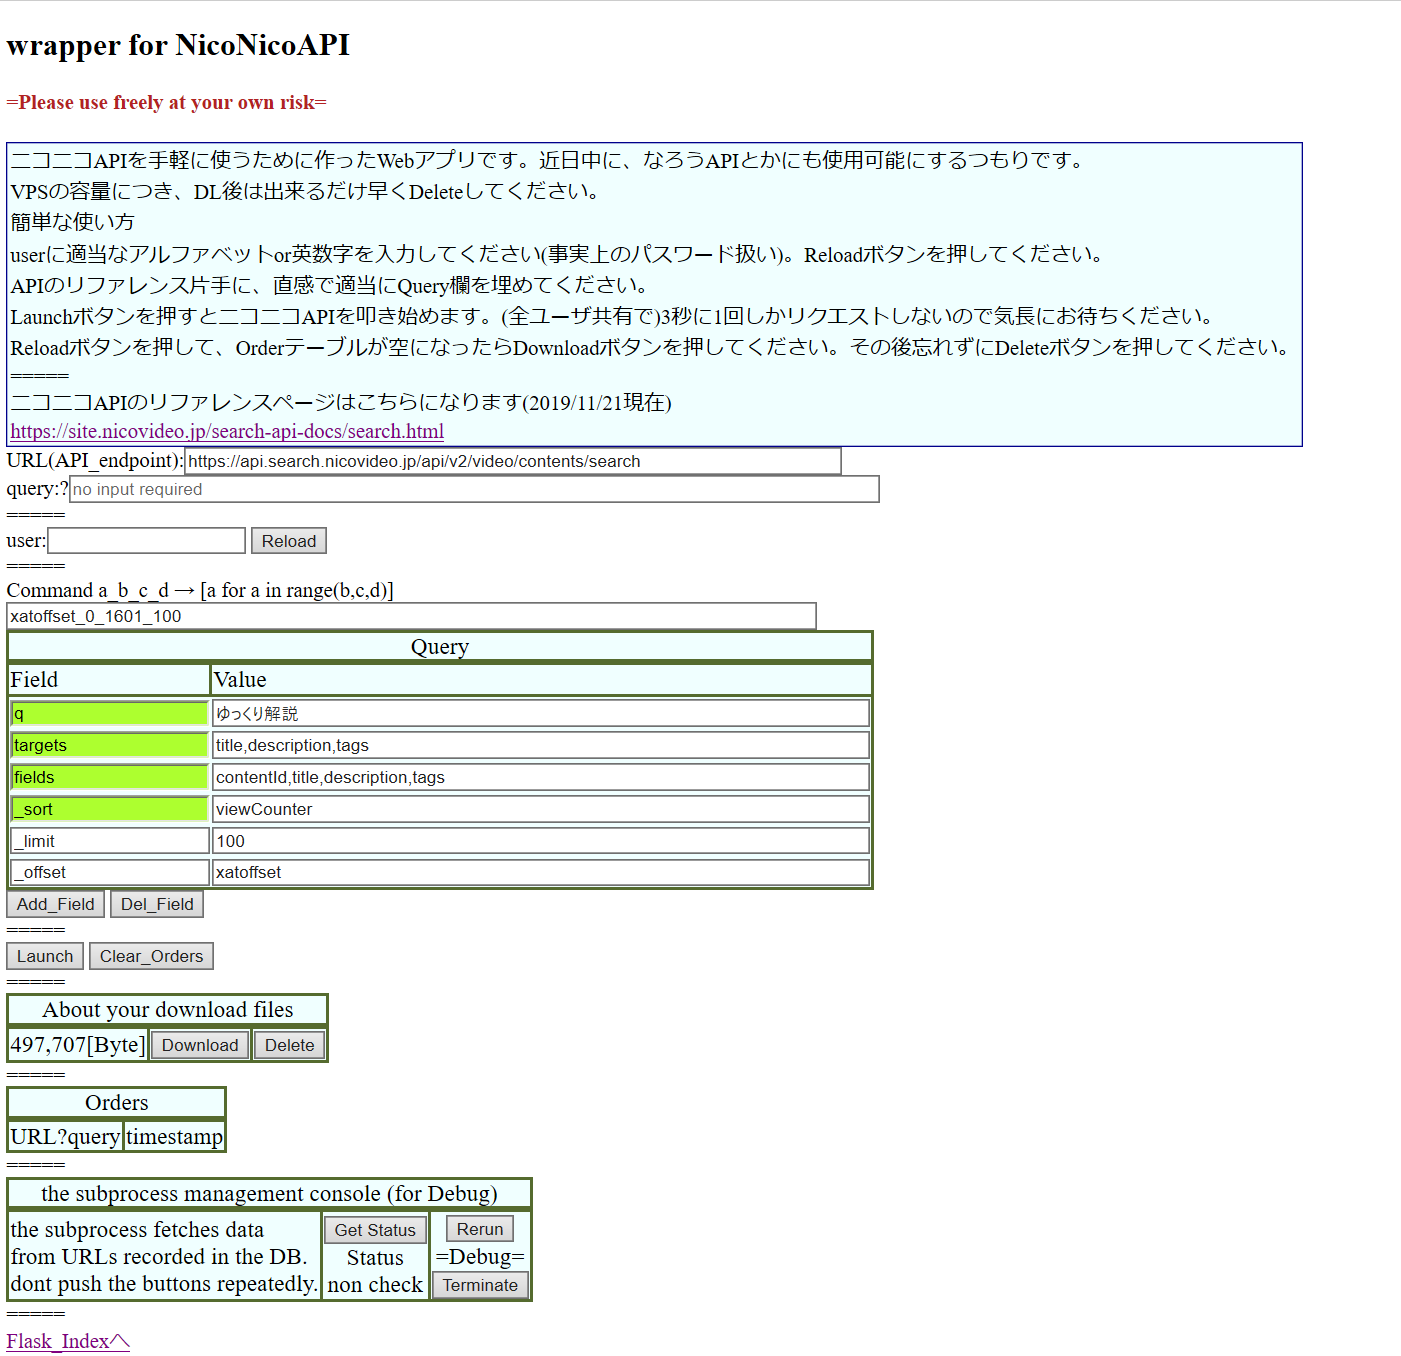 wrapper for NicoNicoAPI
=Please use freely at your own risk=
ニコニコAPIを手軽に使うために作ったWebアプリです。近日中に、なろうAPIとかにも使用可能にするつもりです。
VPSの容量につき、DL後は出来るだけ早くDeleteしてください。
簡単な使い方
userに適当なアルファベットor英数字を入力してください(事実上のパスワード扱い)。Reloadボタンを押してください。
APIのリファレンス片手に、直感で適当にQuery欄を埋めてください。
Launchボタンを押すとニコニコAPIを叩き始めます。(全ユーザ共有で)3秒に1回しかリクエストしないので気長にお待ちください。
Reloadボタンを押して、Orderテーブルが空になったらDownloadボタンを押してください。その後忘れずにDeleteボタンを押してください。
=====
ニコニコAPIのリファレンスページはこちらになります(2019/11/21現在)
https://site.nicovideo.jp/search-api-docs/search.html
URL(API_endpoint):https://api.search.nicovideo.jp/api/v2/video/contents/search
query:?no input required
=====
user: Reload
=====
Command a_b_c_d → [a for a in range(b,c,d)]
xatoffset_0_1601_100
Query
Field Value
q ゆっくり解説
targets title,description,tags
fields contentId,title,description,tags
_sort viewCounter
_limit 100
_offset xatoffset
Add_Field Del_Field
=====
Launch Clear_Orders
=====
About your download files
497,707[Byte] Download Delete
=====
Orders
URL?query timestamp
=====
the subprocess management console (for Debug)
the subprocess fetches data
from URLs recorded in the DB.
dont push the buttons repeatedly.
Get Status
Status
non check
Rerun
=Debug=
Terminate
=====
Flask_Indexへ